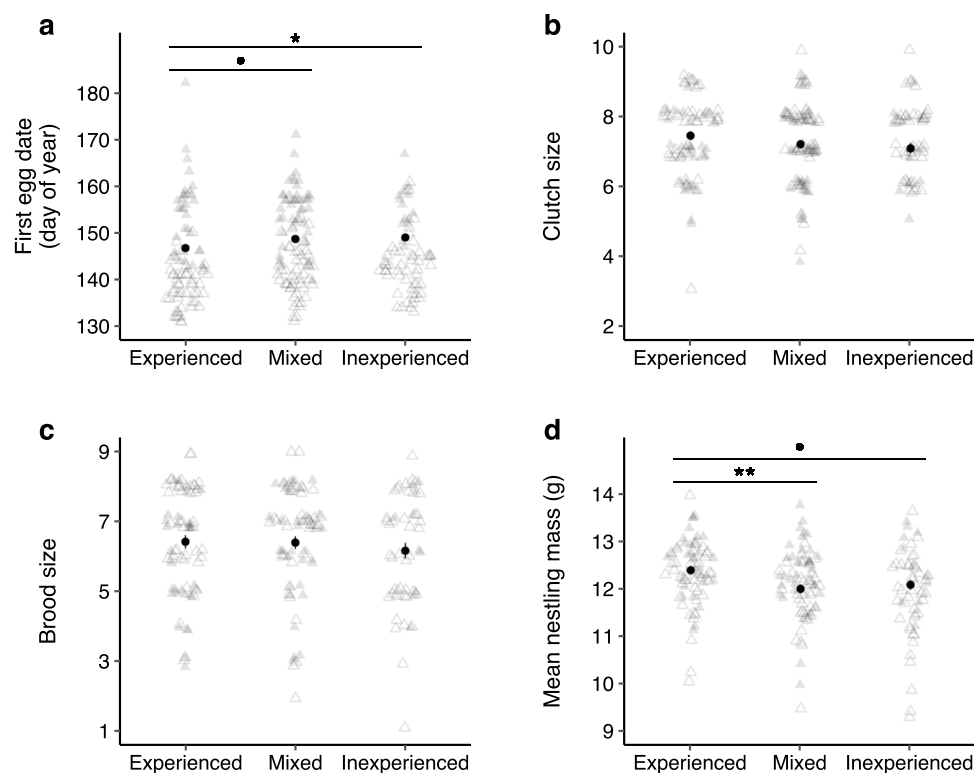 a
First egg date
(day of year)
*
•
180
170
160
150
140
130
Experienced Mixed Inexperienced
b
Clutch size
10
8
6
4
2
Experienced Mixed Inexperienced
c
Brood size
9
7
5
3
1
Experienced Mixed Inexperienced
d
Mean nestling mass (g)
•
**
14
13
12
11
10
9
Experienced Mixed Inexperienced